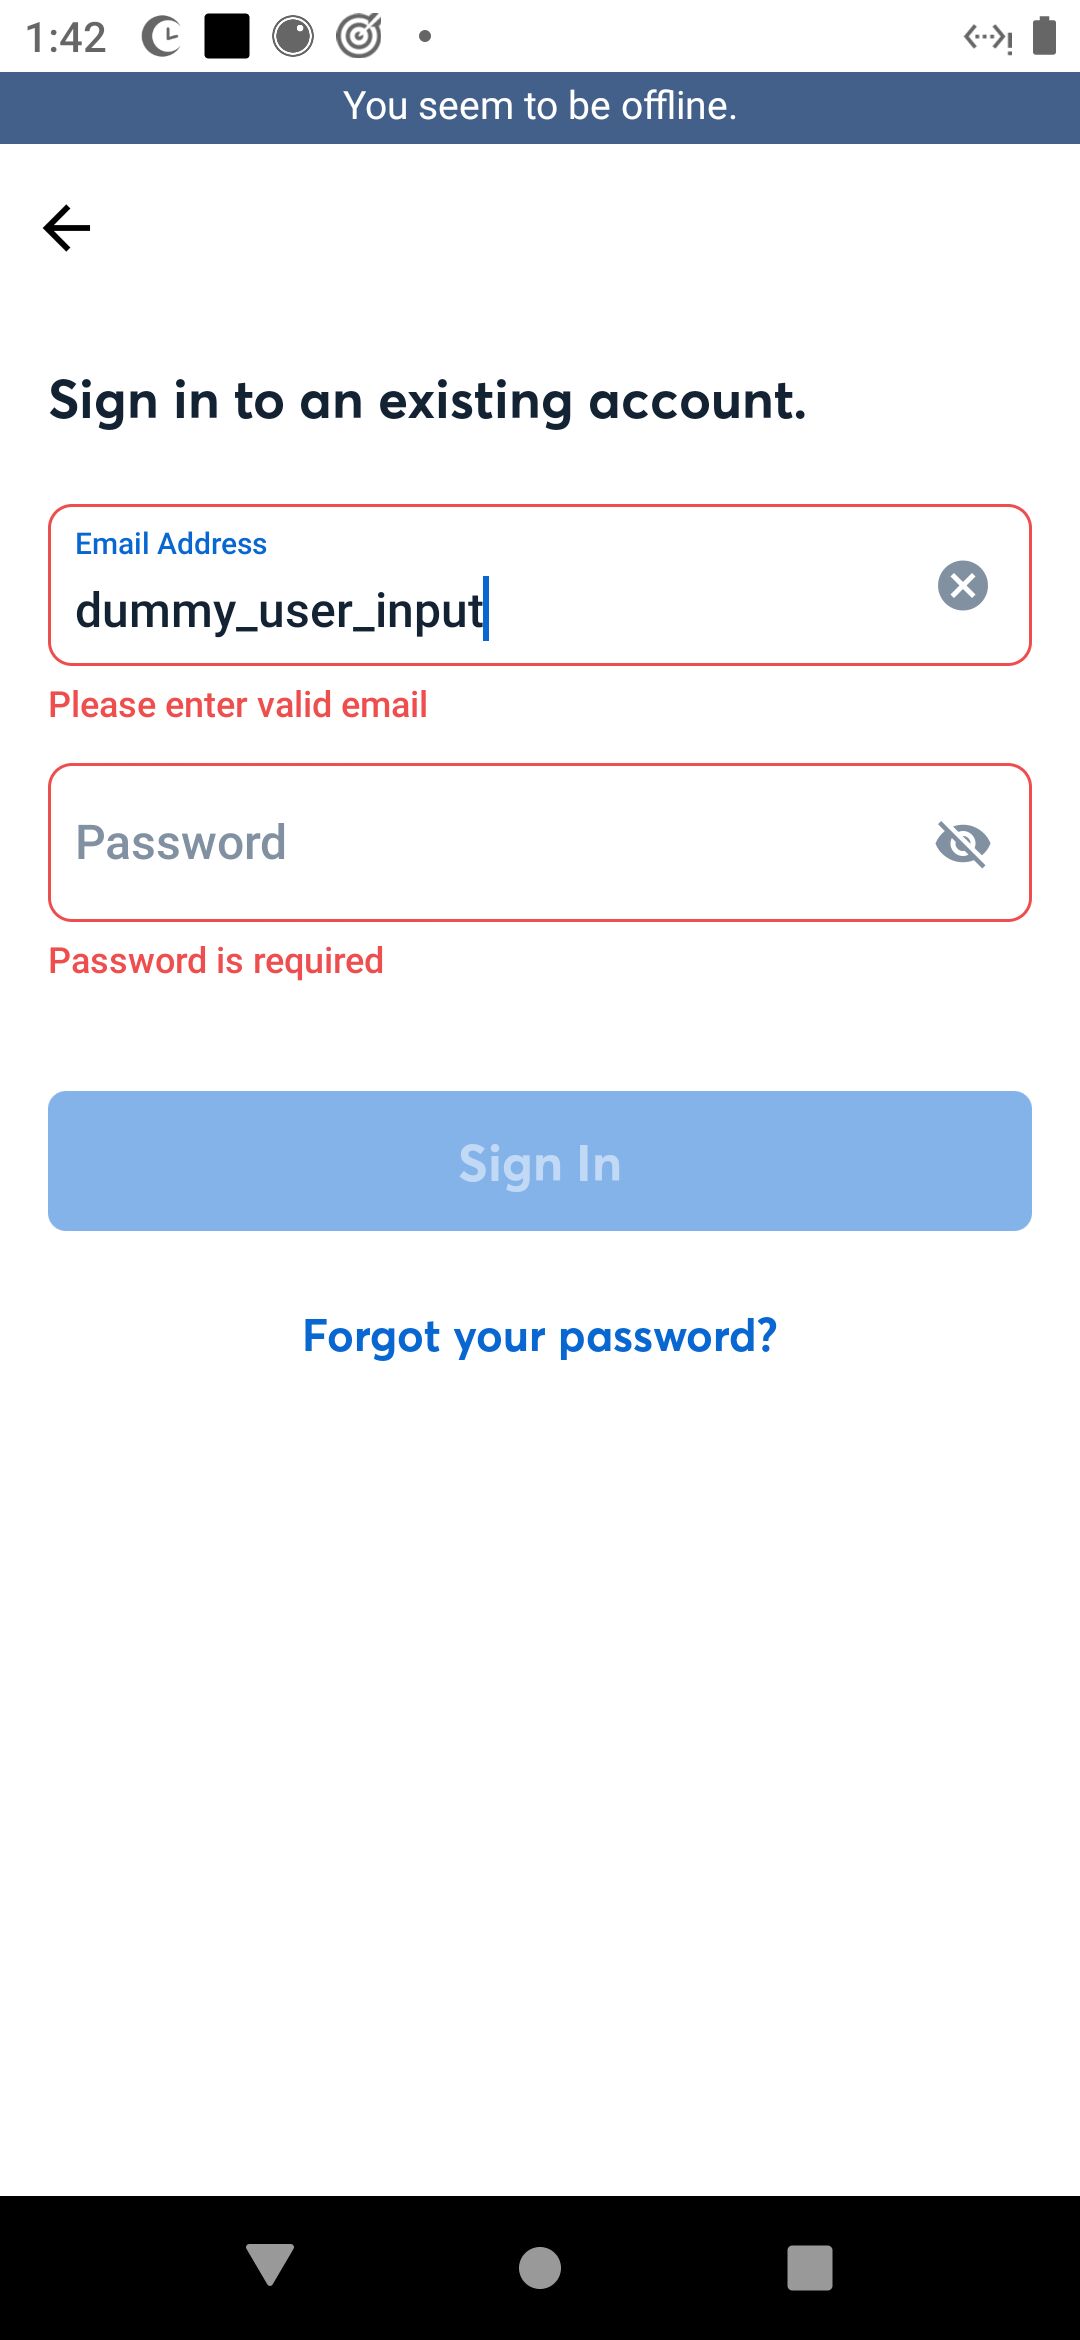 1:42
You seem to be offline.
Sign in to an existing account.
Email Address
dummy_user_input
Please enter valid email
Password
Password is required
Sign In
Forgot your password?